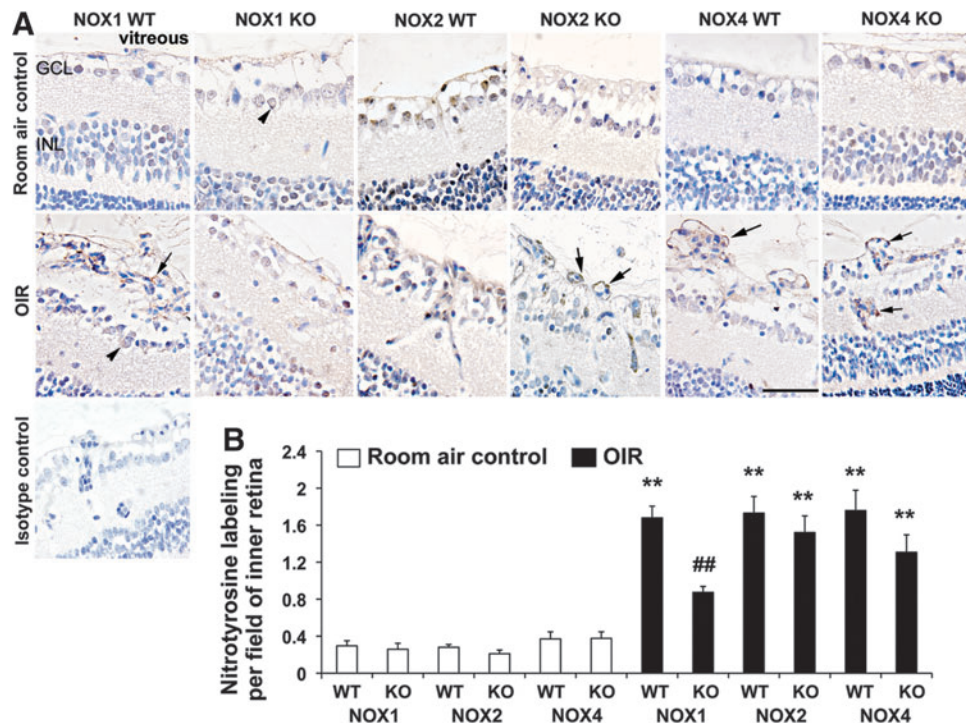 A
NOX1 WT NOX1 KO NOX2 WT NOX2 KO NOX4 WT NOX4 KO
Room air control
vitreous
GCL
INL
OIR
Isotype control
B
Room air control OIR
Nitrotyrosine labeling
per field of inner retina
2.4
2
1.6
1.2
0.8
0.4
0
** ## ** ** ** **
WT KO WT KO WT KO WT KO WT KO WT KO
NOX1 NOX2 NOX4 NOX1 NOX2 NOX4